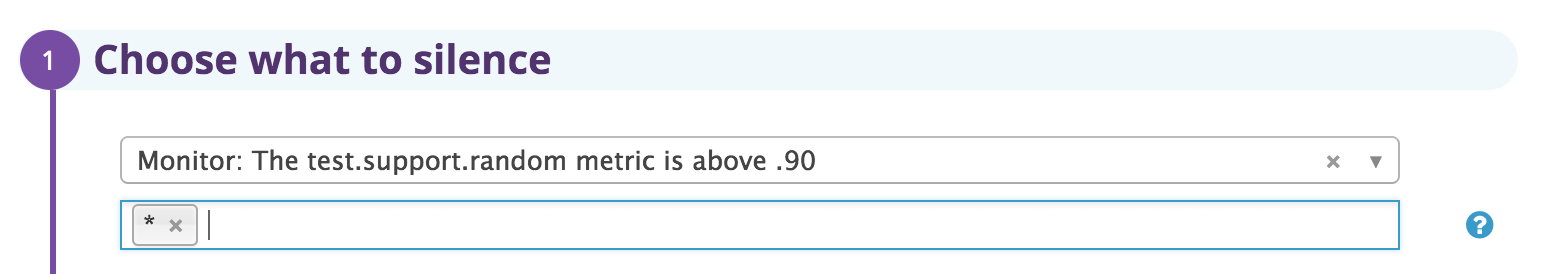 1 Choose what to silence
Monitor: The test.support.random metric is above .90 × ▼
* ×
?